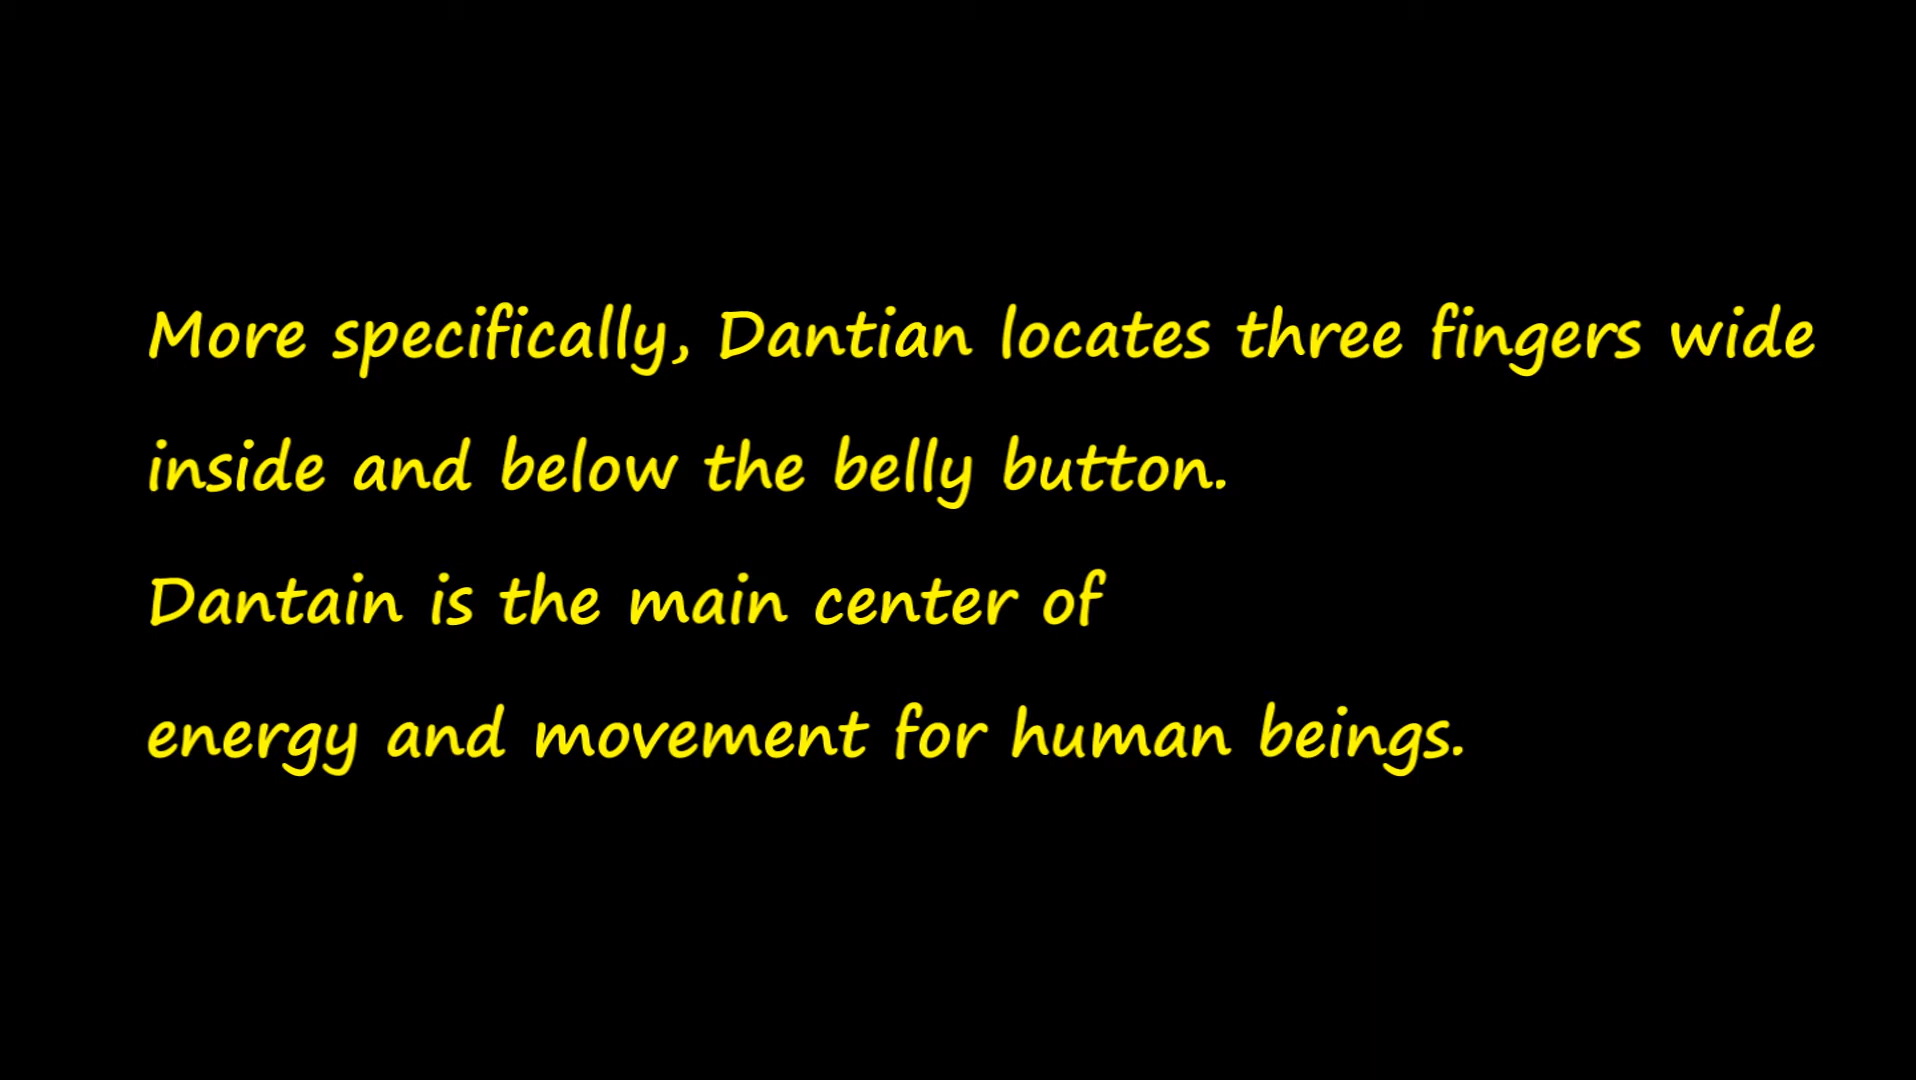 More specifically, Dantian locates three fingers wide
inside and below the belly button.
Dantain is the main center of
energy and movement for human beings.